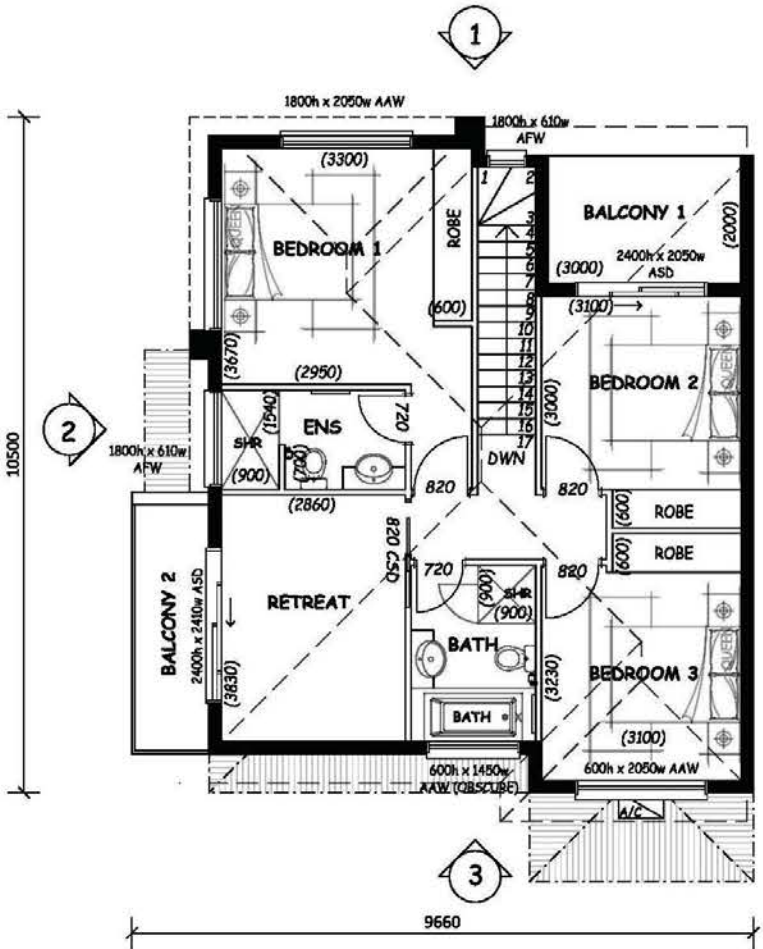 1
1800h x 2050w AAW
1800h x 610w
AFW
(3300)
1
2
3
4
5
6
7
8
9
10
11
12
13
14
15
16
17
DWN
ROBE
(600)
QUEEN
BEDROOM 1
(3670)
(2950)
BALCONY 1
(2000)
2400h x 2050w
ASD
(3000)
(3100)
BEDROOM 2
QUEEN
(3000)
2
1800h x 610w
AFW
10500
SHR
(1540)
(900)
ENS
(700)
720
(2860)
820
820
(600)
ROBE
(600)
ROBE
820 CSD
720
820
BALCONY 2
2400h x 2410w ASD
RETREAT
(3830)
(900)
SHR
(900)
BATH
BATH
(3230)
BEDROOM 3
QUEEN
(3100)
600h x 1450w
AAW (OBSCURE)
600h x 2050w AAW
A/C
3
9660